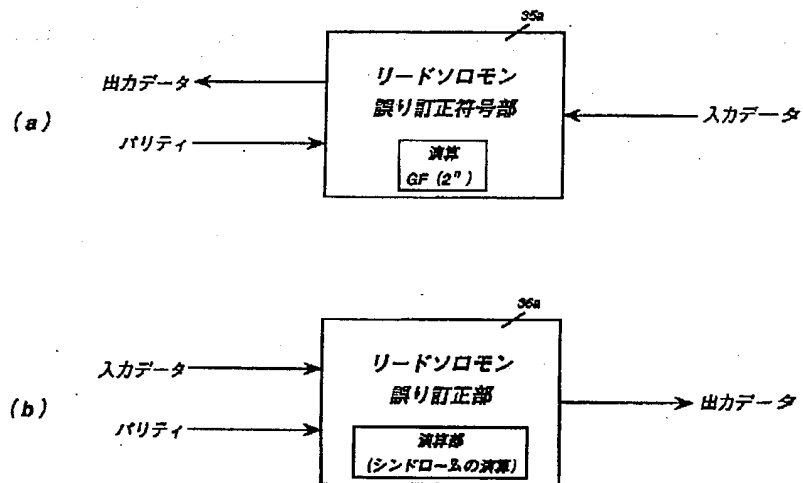 35a
リードソロモン
誤り訂正符号部
出力データ
(a)
入力データ
パリティ
演算
GF (2ⁿ)
36a
入力データ
リードソロモン
誤り訂正部
(b)
出力データ
パリティ
演算部
(シンドロームの演算)